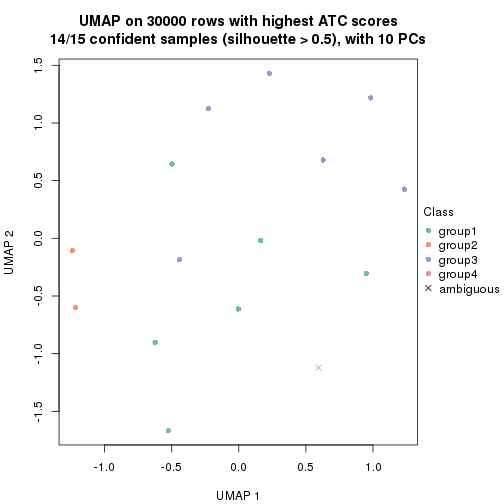 UMAP on 30000 rows with highest ATC scores
14/15 confident samples (silhouette > 0.5), with 10 PCs
1.5
1.0
0.5
0.0
-0.5
-1.0
-1.5
UMAP 2
-1.0 -0.5 0.0 0.5 1.0
UMAP 1
Class
group1
group2
group3
group4
ambiguous